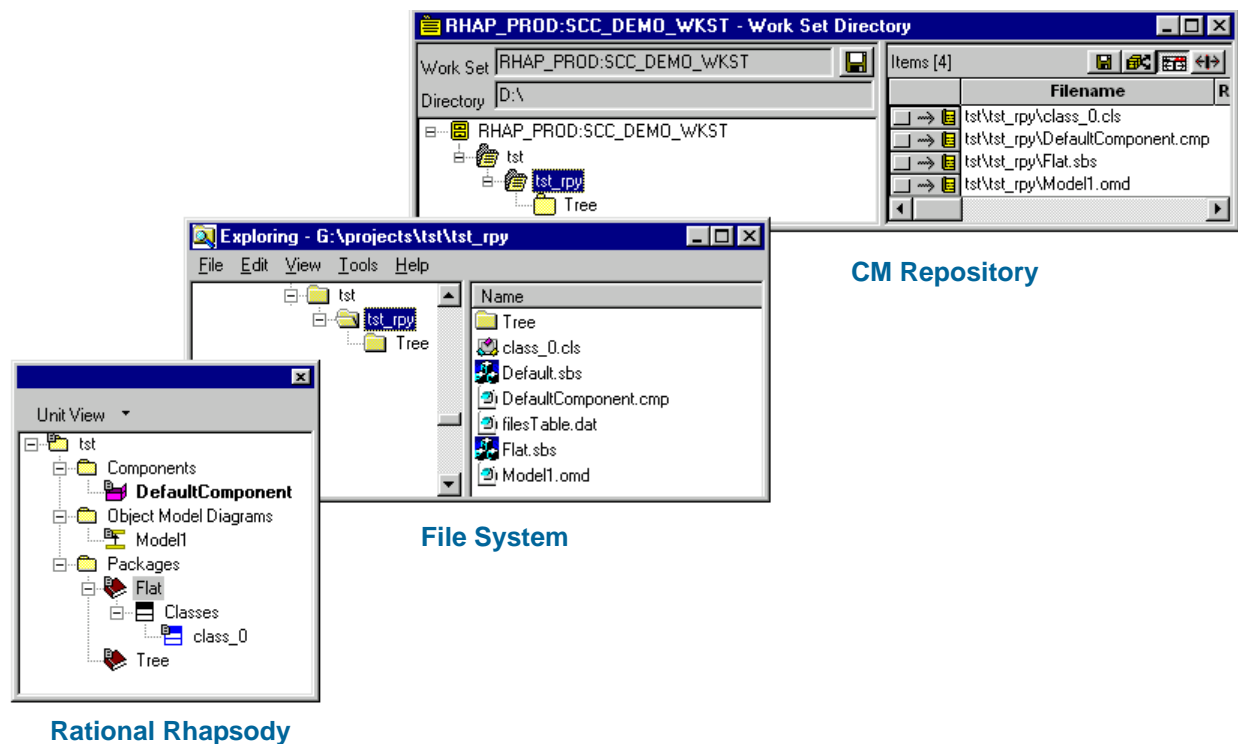 RHAP_PROD:SCC_DEMO_WKST - Work Set Directory
Work Set RHAP_PROD:SCC_DEMO_WKST
Directory D:\
RHAP_PROD:SCC_DEMO_WKST
tst
tst_rpy
Tree
Items [4]
Filename R
tst\tst_rpy\class_0.cls
tst\tst_rpy\DefaultComponent.cmp
tst\tst_rpy\Flat.sbs
tst\tst_rpy\Model1.omd
CM Repository
Exploring - G:\projects\tst\tst_rpy
File Edit View Tools Help
tst
tst_rpy
Tree
Name
Tree
class_0.cls
Default.sbs
DefaultComponent.cmp
filesTable.dat
Flat.sbs
Model1.omd
File System
Unit View
tst
Components
DefaultComponent
Object Model Diagrams
Model1
Packages
Flat
Classes
class_0
Tree
Rational Rhapsody